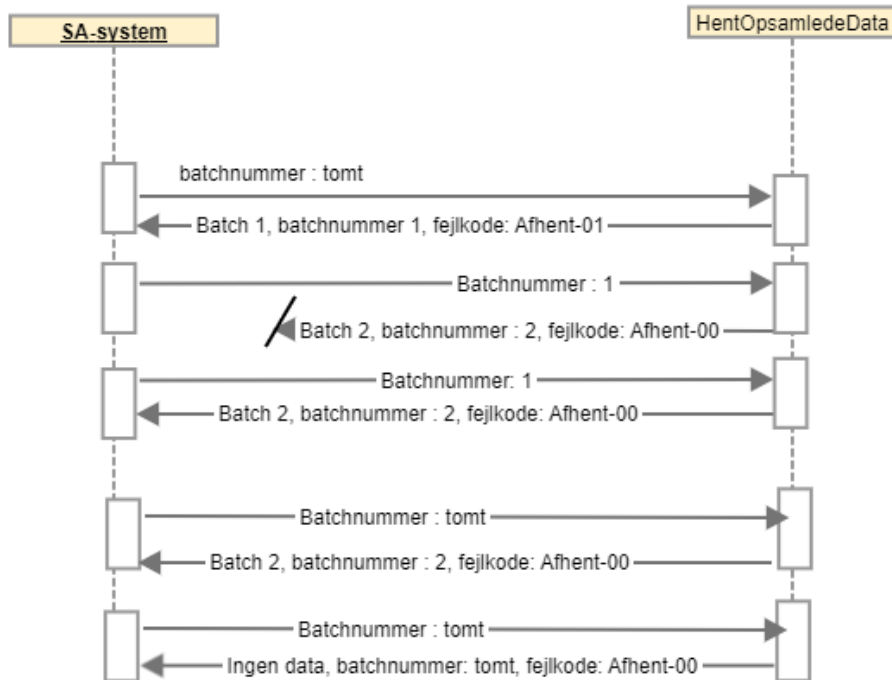 SA-system
HentOpsamledeData
batchnummer : tomt
Batch 1, batchnummer 1, fejlkode: Afhent-01
Batchnummer : 1
Batch 2, batchnummer : 2, fejlkode: Afhent-00
Batchnummer: 1
Batch 2, batchnummer : 2, fejlkode: Afhent-00
Batchnummer : tomt
Batch 2, batchnummer : 2, fejlkode: Afhent-00
Batchnummer : tomt
Ingen data, batchnummer: tomt, fejlkode: Afhent-00